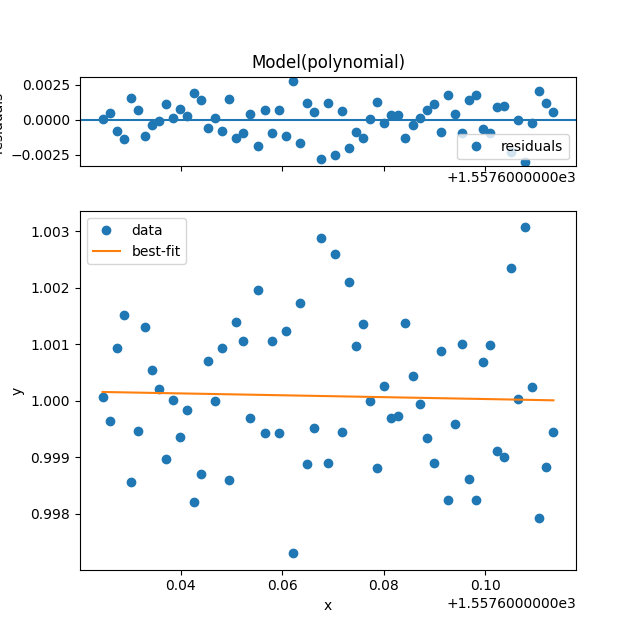 Model(polynomial)
0.0025
0.0000
−0.0025
residuals
+1.5576000000e3
data
best-fit
1.003
1.002
1.001
1.000
0.999
0.998
y
0.04
0.06
0.08
0.10
x
+1.5576000000e3